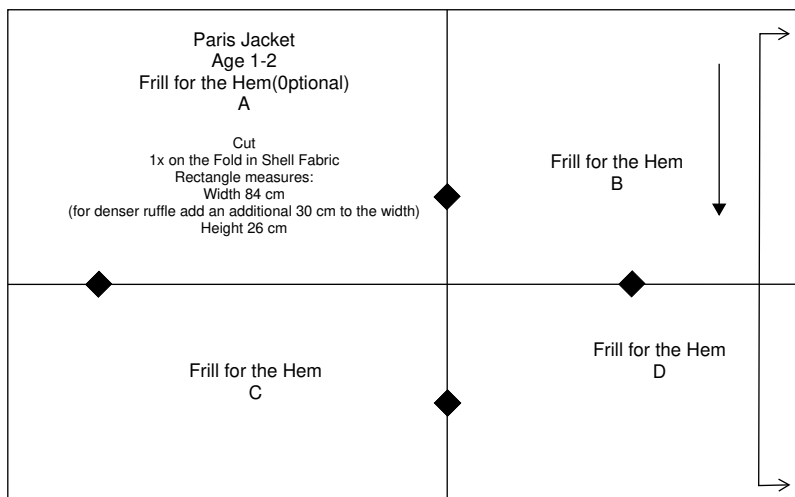 Paris Jacket
Age 1-2
Frill for the Hem(0ptional)
A
Cut
1x on the Fold in Shell Fabric
Rectangle measures:
Width 84 cm
(for denser ruffle add an additional 30 cm to the width)
Height 26 cm
Frill for the Hem
B
Frill for the Hem
C
Frill for the Hem
D